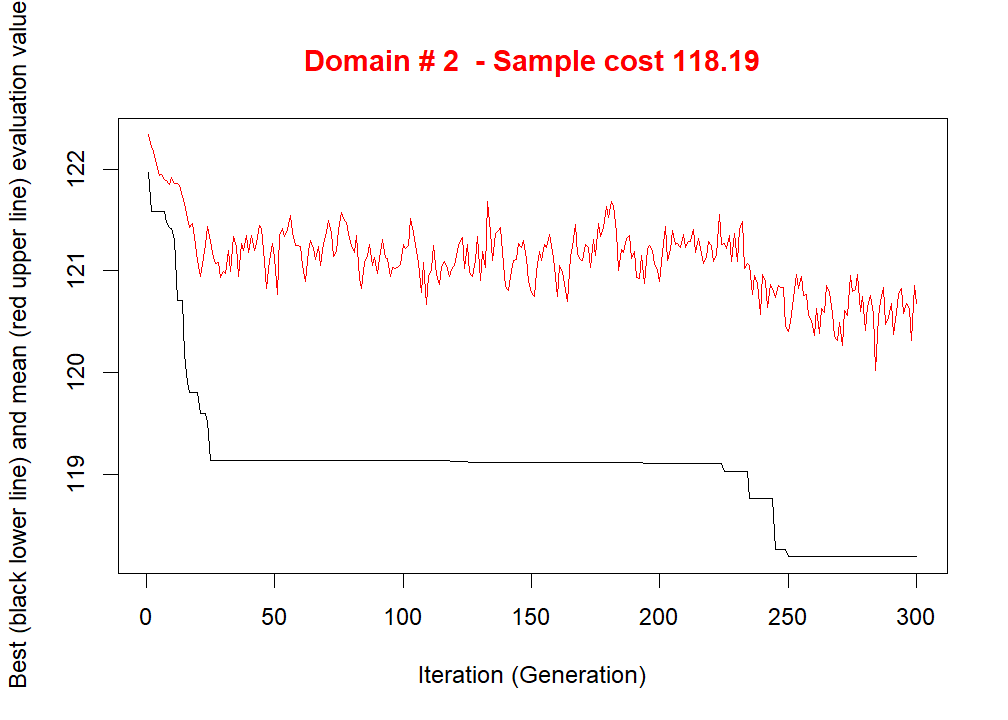 Domain # 2  - Sample cost 118.19
Best (black lower line) and mean (red upper line) evaluation value
122
121
120
119
0 50 100 150 200 250 300
Iteration (Generation)